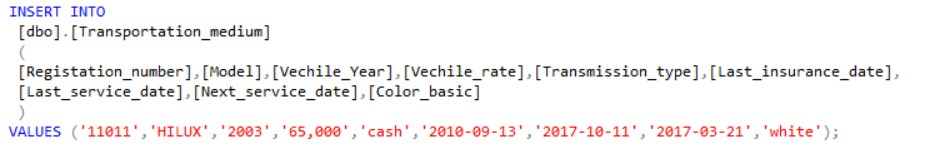 INSERT INTO
[dbo].[Transportation_medium]
(
[Registation_number],[Model],[Vechile_Year],[Vechile_rate],[Transmission_type],[Last_insurance_date],
[Last_service_date],[Next_service_date],[Color_basic]
)
VALUES ('11011','HILUX','2003','65,000','cash','2010-09-13','2017-10-11','2017-03-21','white');